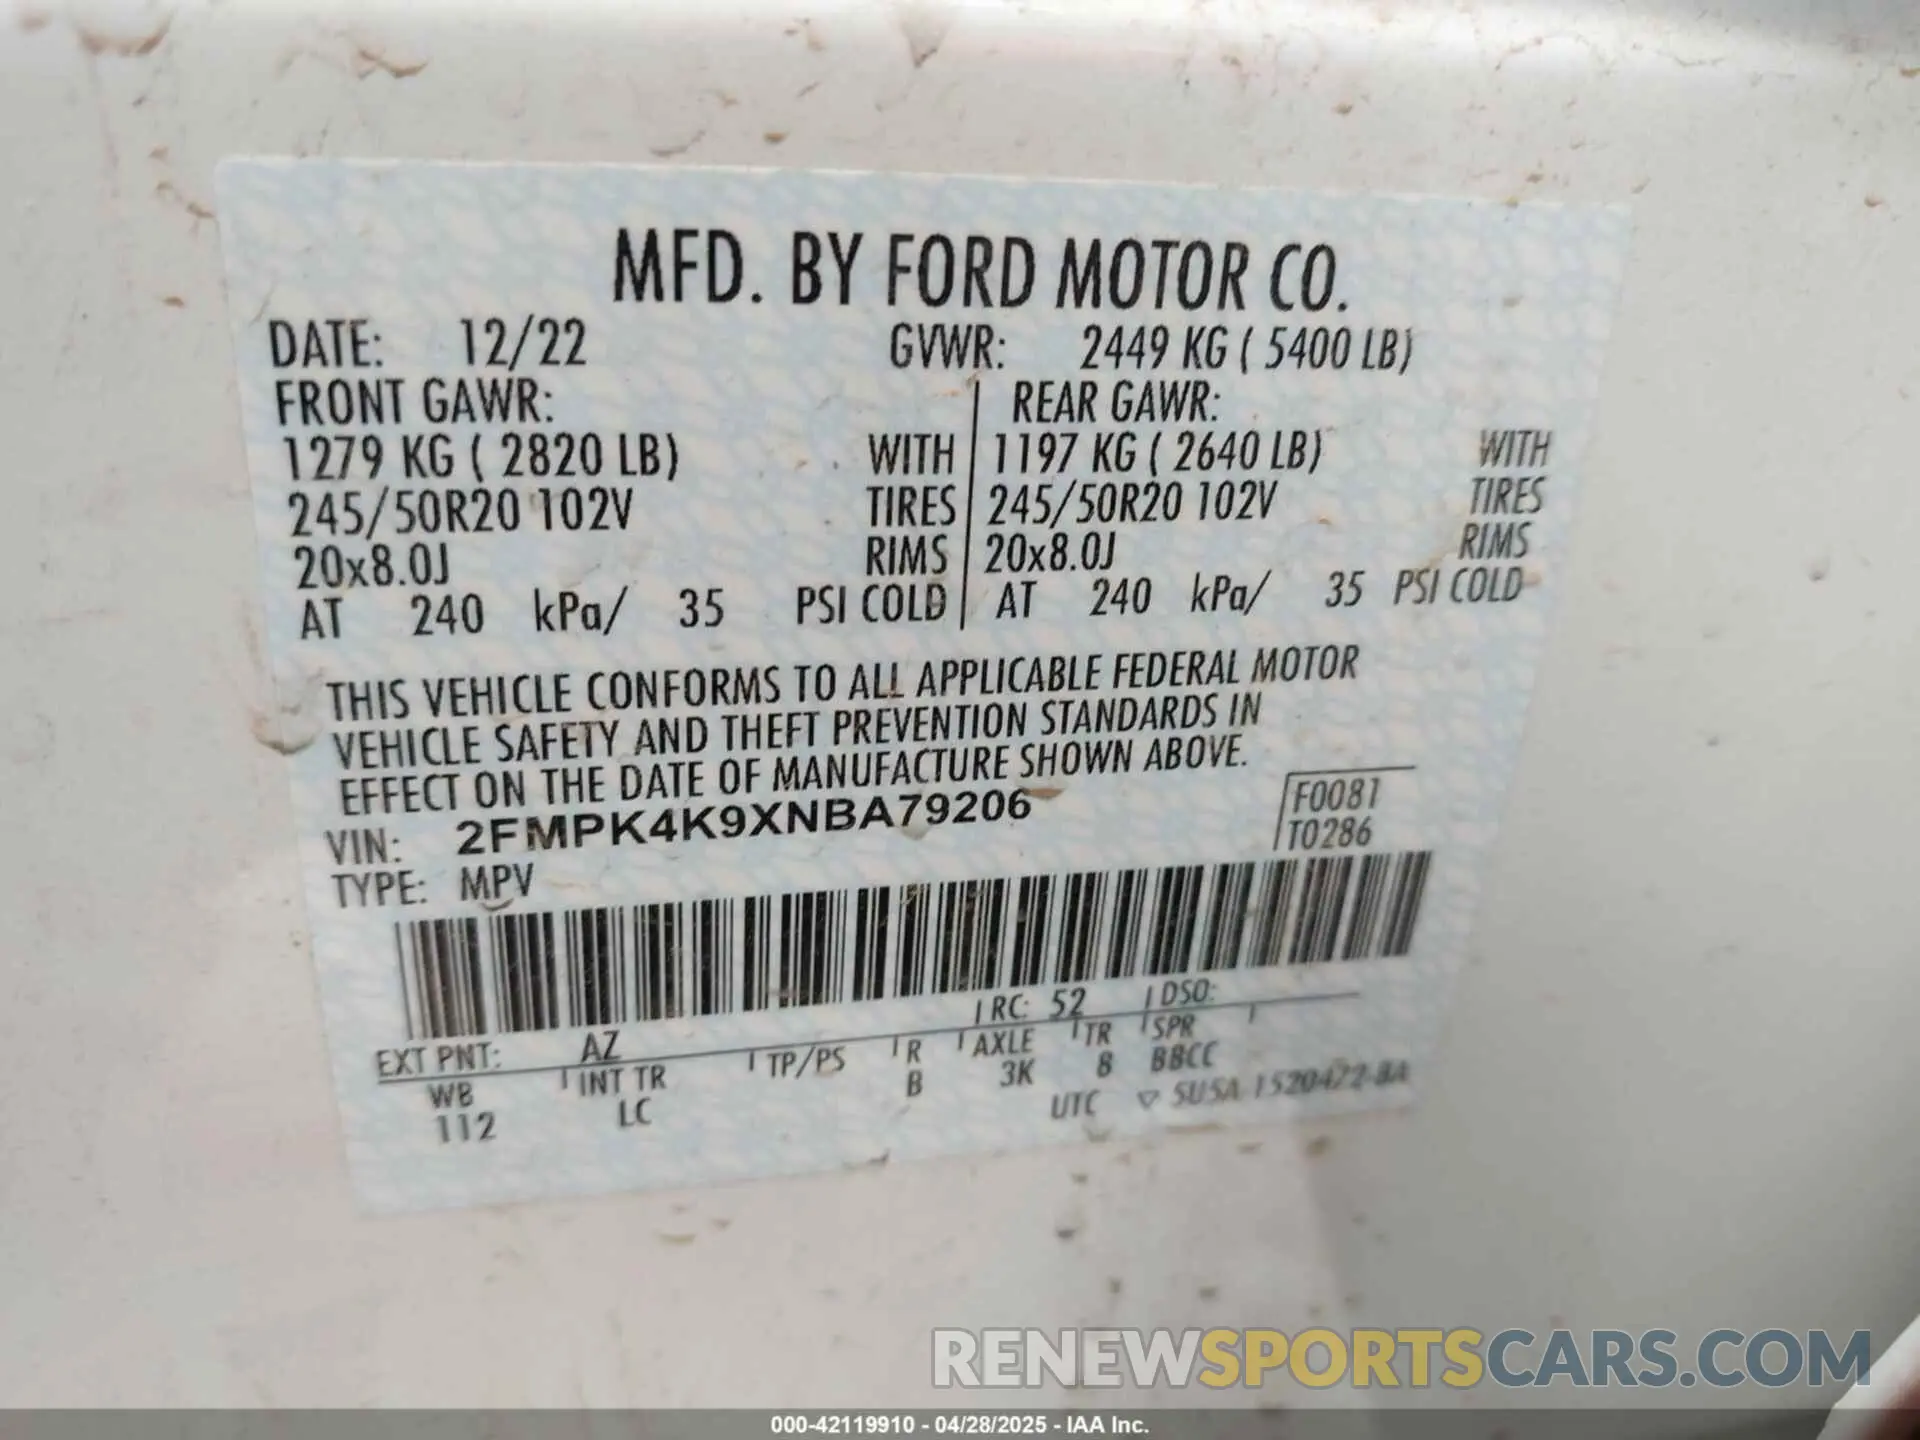 MFD. BY FORD MOTOR CO.
DATE: 12/22 GVWR: 2449 KG ( 5400 LB)
FRONT GAWR: REAR GAWR:
1279 KG ( 2820 LB) WITH 1197 KG ( 2640 LB) WITH
245/50R20 102V TIRES 245/50R20 102V TIRES
20x8.0J RIMS 20x8.0J RIMS
AT 240 kPa/ 35 PSI COLD AT 240 kPa/ 35 PSI COLD
THIS VEHICLE CONFORMS TO ALL APPLICABLE FEDERAL MOTOR
VEHICLE SAFETY AND THEFT PREVENTION STANDARDS IN
EFFECT ON THE DATE OF MANUFACTURE SHOWN ABOVE.
VIN: 2FMPK4K9XNBA79206 F0081
TYPE: MPV T0286
EXT PNT: AZ RC: 52 DSO:
WB INT TR TP/PS R AXLE TR SPR
112 LC B 3K 8 BBCC
UTC ▽ 5U5A 1520472-BA
RENEWSPORTSCARS.COM
000-42119910 - 04/28/2025 - IAA Inc.